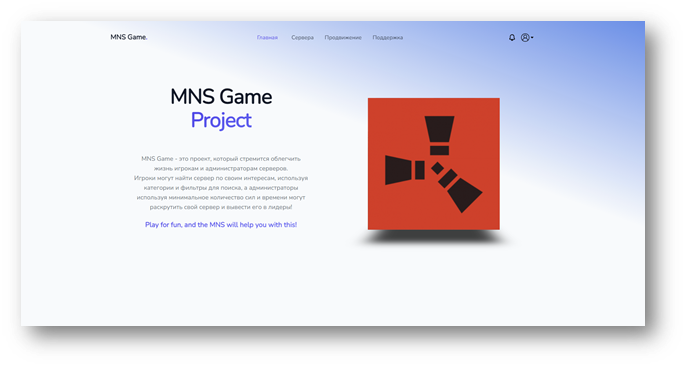 MNS Game.
Главная Сервера Продвижение Поддержка
MNS Game
Project
MNS Game - это проект, который стремится облегчить
жизнь игрокам и администраторам серверов.
Игроки могут найти сервер по своим интересам, используя
категории и фильтры для поиска, а администраторы
используя минимальное количество сил и времени могут
раскрутить свой сервер и вывести его в лидеры!
Play for fun, and the MNS will help you with this!